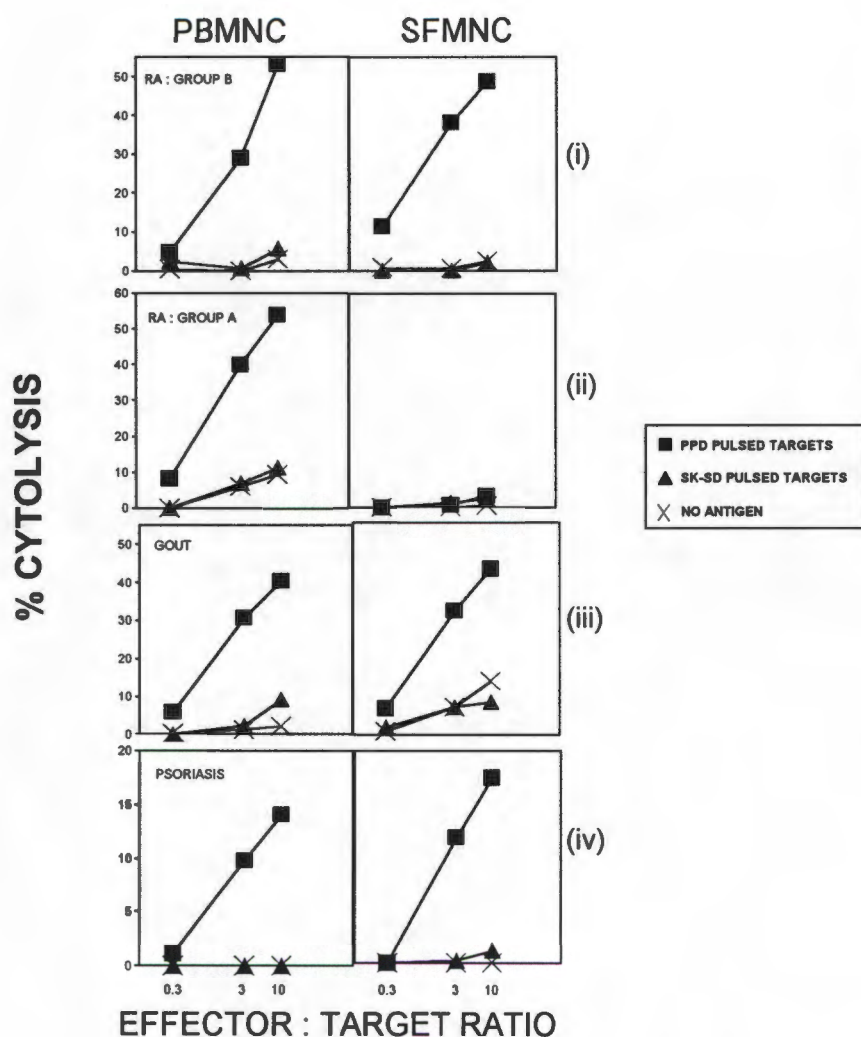 PBMNC SFMNC
50
40
30
20
10
0
RA : GROUP B
(i)
60
50
40
30
20
10
0
RA : GROUP A
(ii)
50
40
30
20
10
0
GOUT
(iii)
20
15
10
5
0
PSORIASIS
(iv)
0.3 3 10 0.3 3 10
EFFECTOR : TARGET RATIO
% CYTOLYSIS
PPD PULSED TARGETS
SK-SD PULSED TARGETS
NO ANTIGEN